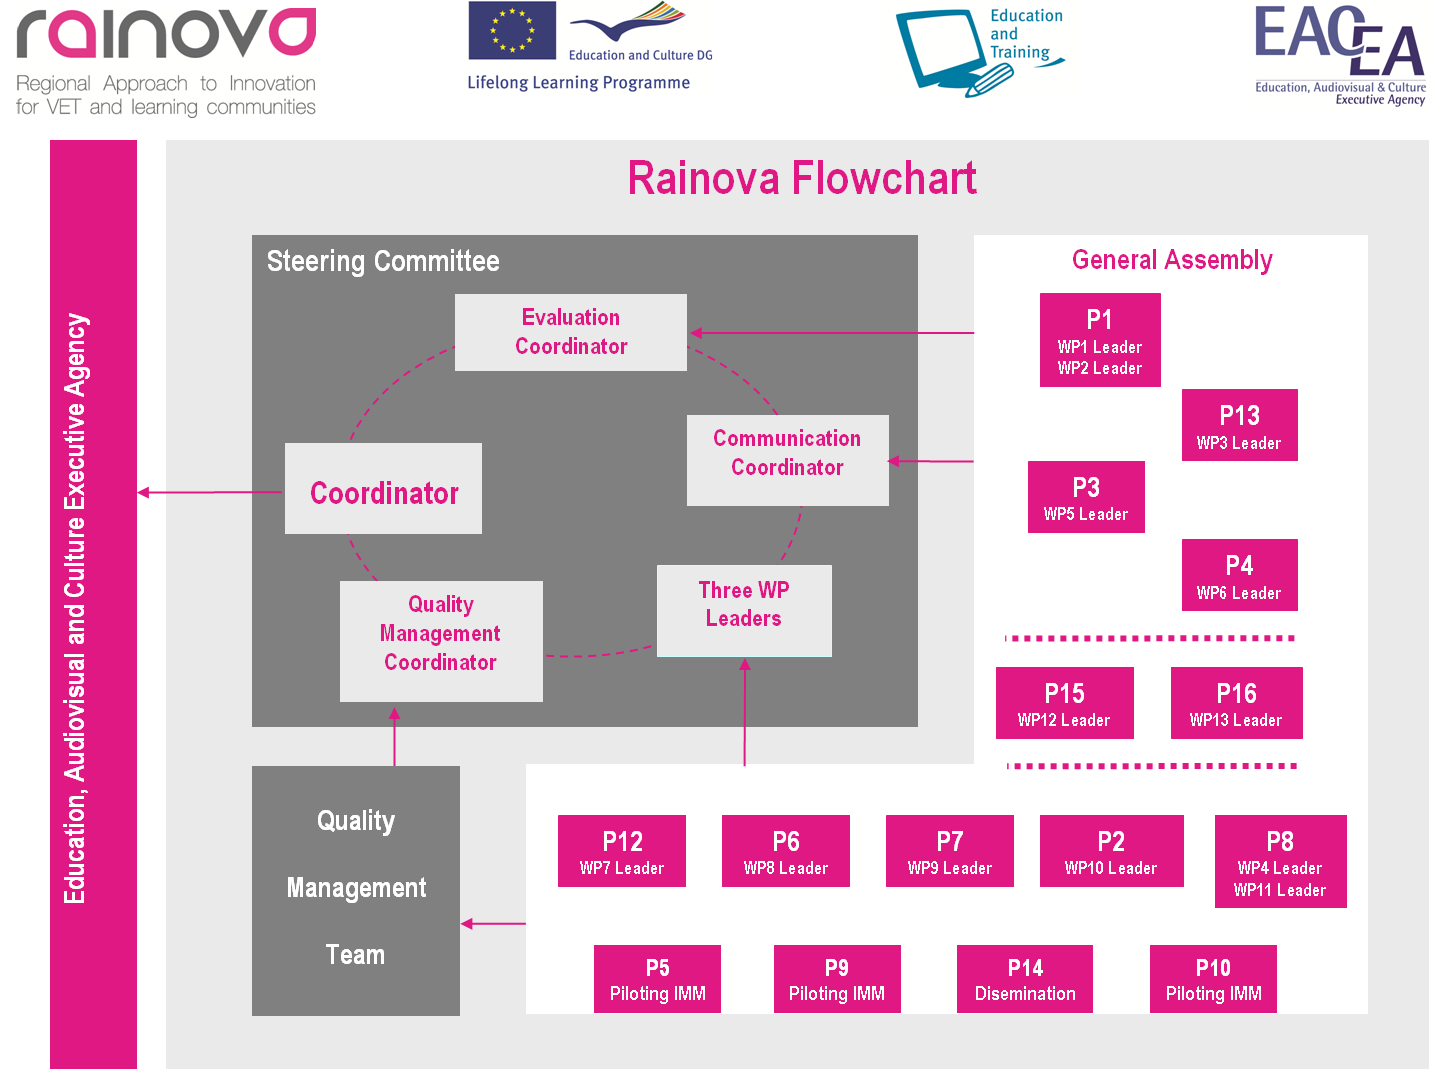 rainova
Regional Approach to Innovation
for VET and learning communities
Education and Culture DG
Lifelong Learning Programme
Education
and
Training
EACEA
Education, Audiovisual & Culture
Executive Agency
Education, Audiovisual and Culture Executive Agency
Rainova Flowchart
Steering Committee
Evaluation
Coordinator
Communication
Coordinator
Coordinator
Three WP
Leaders
Quality
Management
Coordinator
Quality
Management
Team
General Assembly
P1
WP1 Leader
WP2 Leader
P13
WP3 Leader
P3
WP5 Leader
P4
WP6 Leader
P15
WP12 Leader
P16
WP13 Leader
P12
WP7 Leader
P6
WP8 Leader
P7
WP9 Leader
P2
WP10 Leader
P8
WP4 Leader
WP11 Leader
P5
Piloting IMM
P9
Piloting IMM
P14
Disemination
P10
Piloting IMM